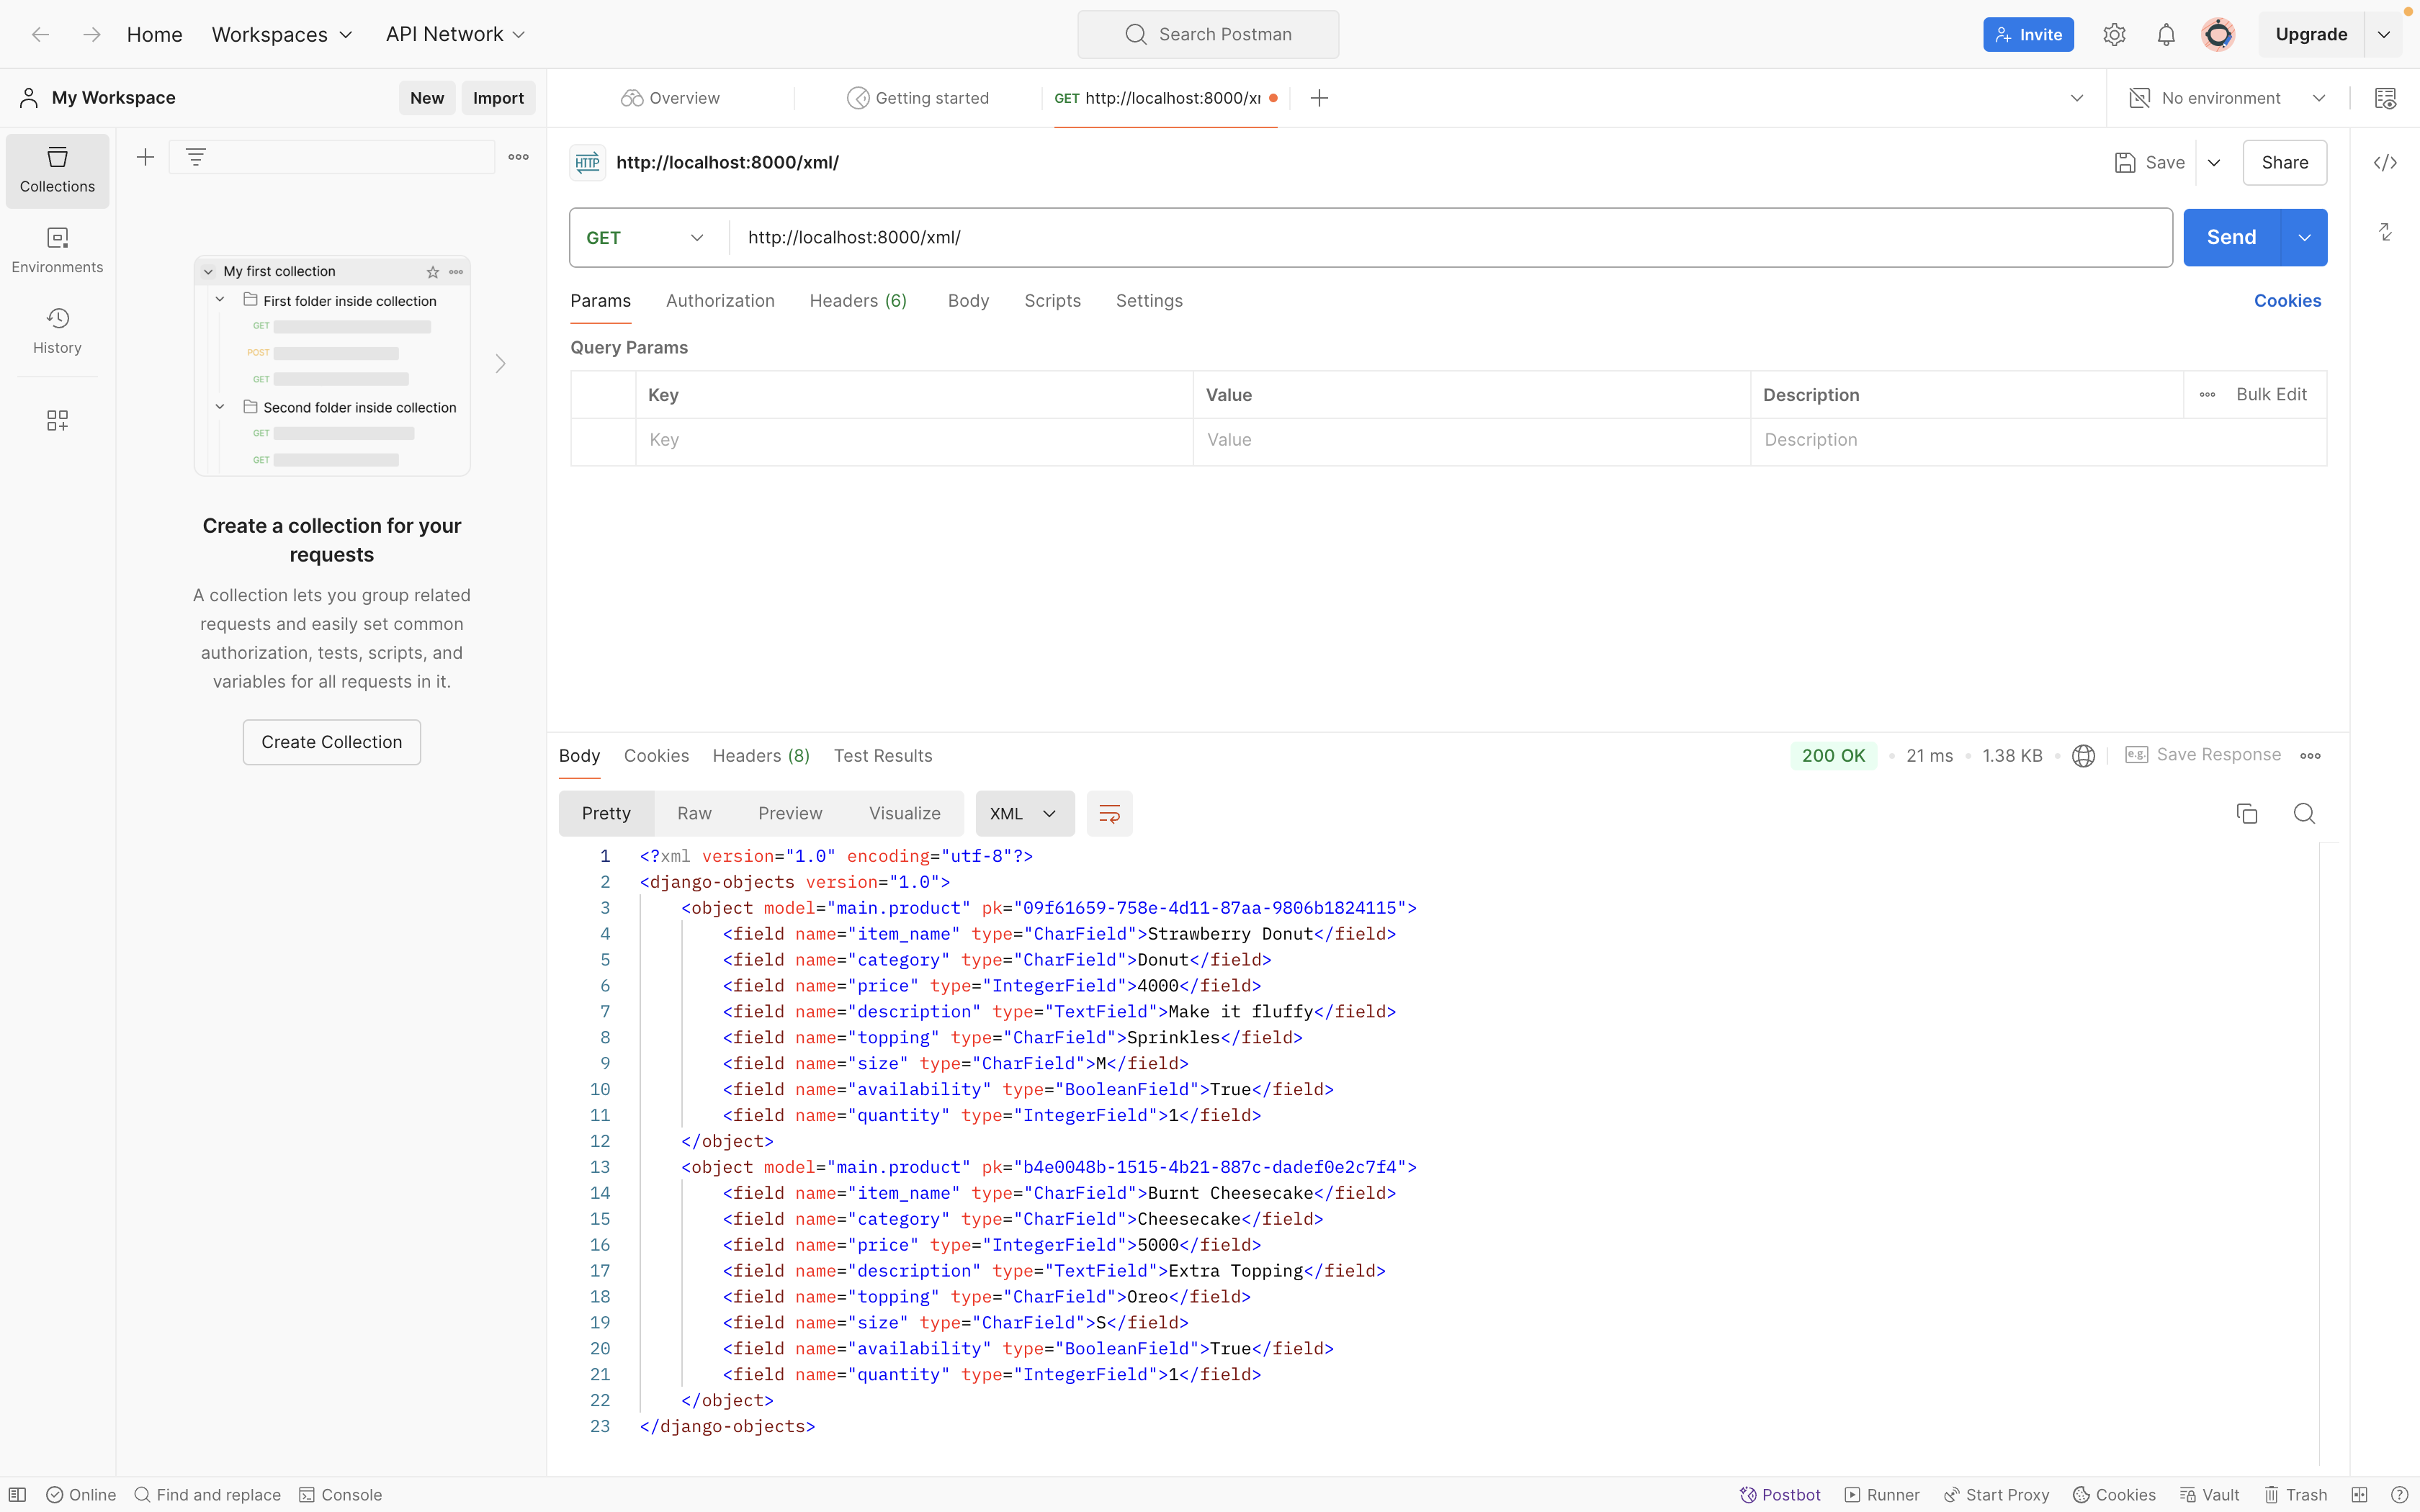 Home Workspaces API Network Search Postman Invite Upgrade
My Workspace New Import Overview Getting started GET http://localhost:8000/xı No environment
Collections
Environments
History
My first collection
First folder inside collection
GET
POST
GET
Second folder inside collection
GET
GET
Create a collection for your
requests
A collection lets you group related
requests and easily set common
authorization, tests, scripts, and
variables for all requests in it.
Create Collection
HTTP http://localhost:8000/xml/ Save Share
GET http://localhost:8000/xml/ Send
Params Authorization Headers (6) Body Scripts Settings Cookies
Query Params
Key Value Description Bulk Edit
Key Value Description
Body Cookies Headers (8) Test Results 200 OK 21 ms 1.38 KB e.g. Save Response
Pretty Raw Preview Visualize XML
1 <?xml version="1.0" encoding="utf-8"?>
2 <django-objects version="1.0">
3 <object model="main.product" pk="09f61659-758e-4d11-87aa-9806b1824115">
4 <field name="item_name" type="CharField">Strawberry Donut</field>
5 <field name="category" type="CharField">Donut</field>
6 <field name="price" type="IntegerField">4000</field>
7 <field name="description" type="TextField">Make it fluffy</field>
8 <field name="topping" type="CharField">Sprinkles</field>
9 <field name="size" type="CharField">M</field>
10 <field name="availability" type="BooleanField">True</field>
11 <field name="quantity" type="IntegerField">1</field>
12 </object>
13 <object model="main.product" pk="b4e0048b-1515-4b21-887c-dadef0e2c7f4">
14 <field name="item_name" type="CharField">Burnt Cheesecake</field>
15 <field name="category" type="CharField">Cheesecake</field>
16 <field name="price" type="IntegerField">5000</field>
17 <field name="description" type="TextField">Extra Topping</field>
18 <field name="topping" type="CharField">Oreo</field>
19 <field name="size" type="CharField">S</field>
20 <field name="availability" type="BooleanField">True</field>
21 <field name="quantity" type="IntegerField">1</field>
22 </object>
23 </django-objects>
Online Find and replace Console Postbot Runner Start Proxy Cookies Vault Trash